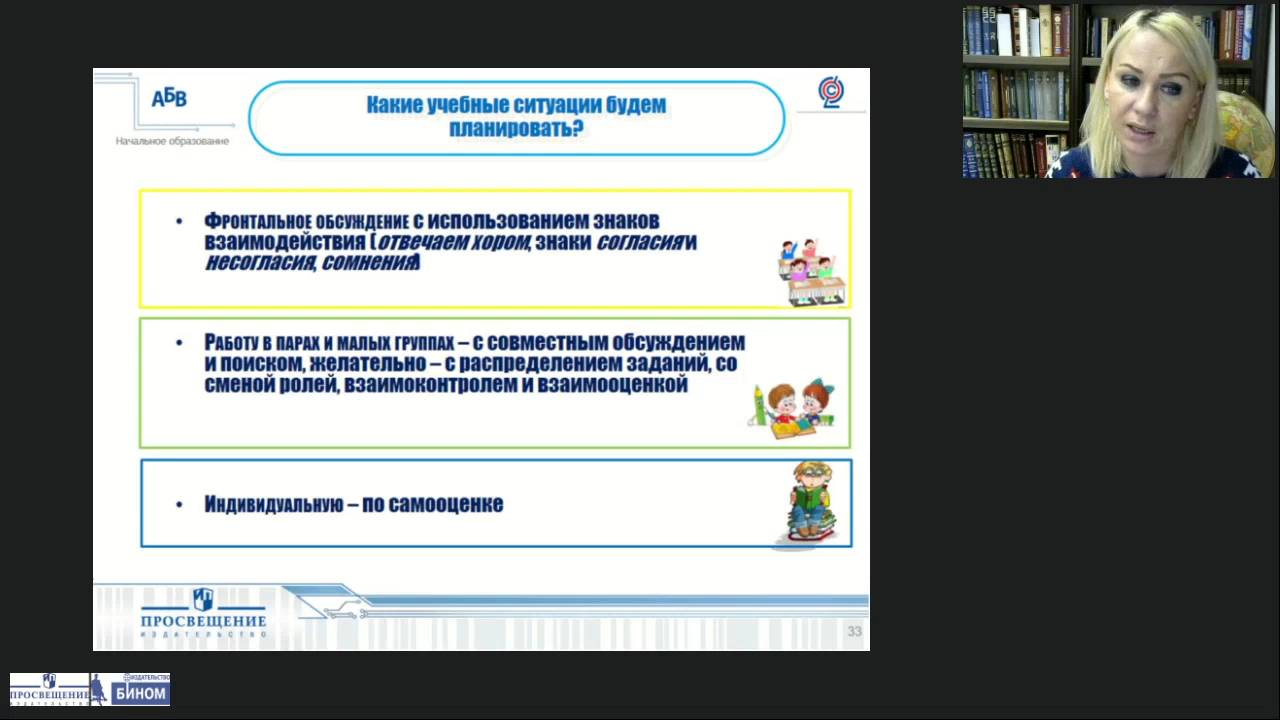 АБВ
Начальное образование
Какие учебные ситуации будем
планировать?
• Фронтальное обсуждение с использованием знаков
взаимодействия (отвечаем хором, знаки согласия и
несогласия, сомнения)
• Работу в парах и малых группах – с совместным обсуждением
и поиском, желательно – с распределением заданий, со
сменой ролей, взаимоконтролем и взаимооценкой
• Индивидуальную – по самооценке
ПРОСВЕЩЕНИЕ
ИЗДАТЕЛЬСТВО
33
ПРОСВЕЩЕНИЕ
ИЗДАТЕЛЬСТВО
ИЗДАТЕЛЬСТВО
БИНОМ